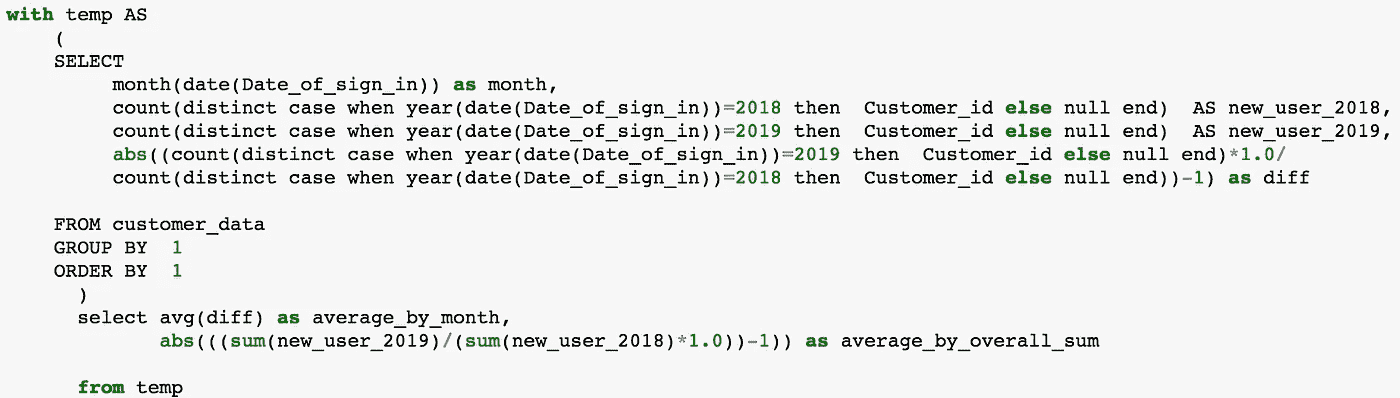 with temp AS
(
SELECT
month(date(Date_of_sign_in)) as month,
count(distinct case when year(date(Date_of_sign_in))=2018 then  Customer_id else null end)  AS new_user_2018,
count(distinct case when year(date(Date_of_sign_in))=2019 then  Customer_id else null end)  AS new_user_2019,
abs((count(distinct case when year(date(Date_of_sign_in))=2019 then  Customer_id else null end)*1.0/
count(distinct case when year(date(Date_of_sign_in))=2018 then  Customer_id else null end))-1) as diff
FROM customer_data
GROUP BY  1
ORDER BY  1
)
select avg(diff) as average_by_month,
abs(((sum(new_user_2019)/(sum(new_user_2018)*1.0))-1)) as average_by_overall_sum
from temp